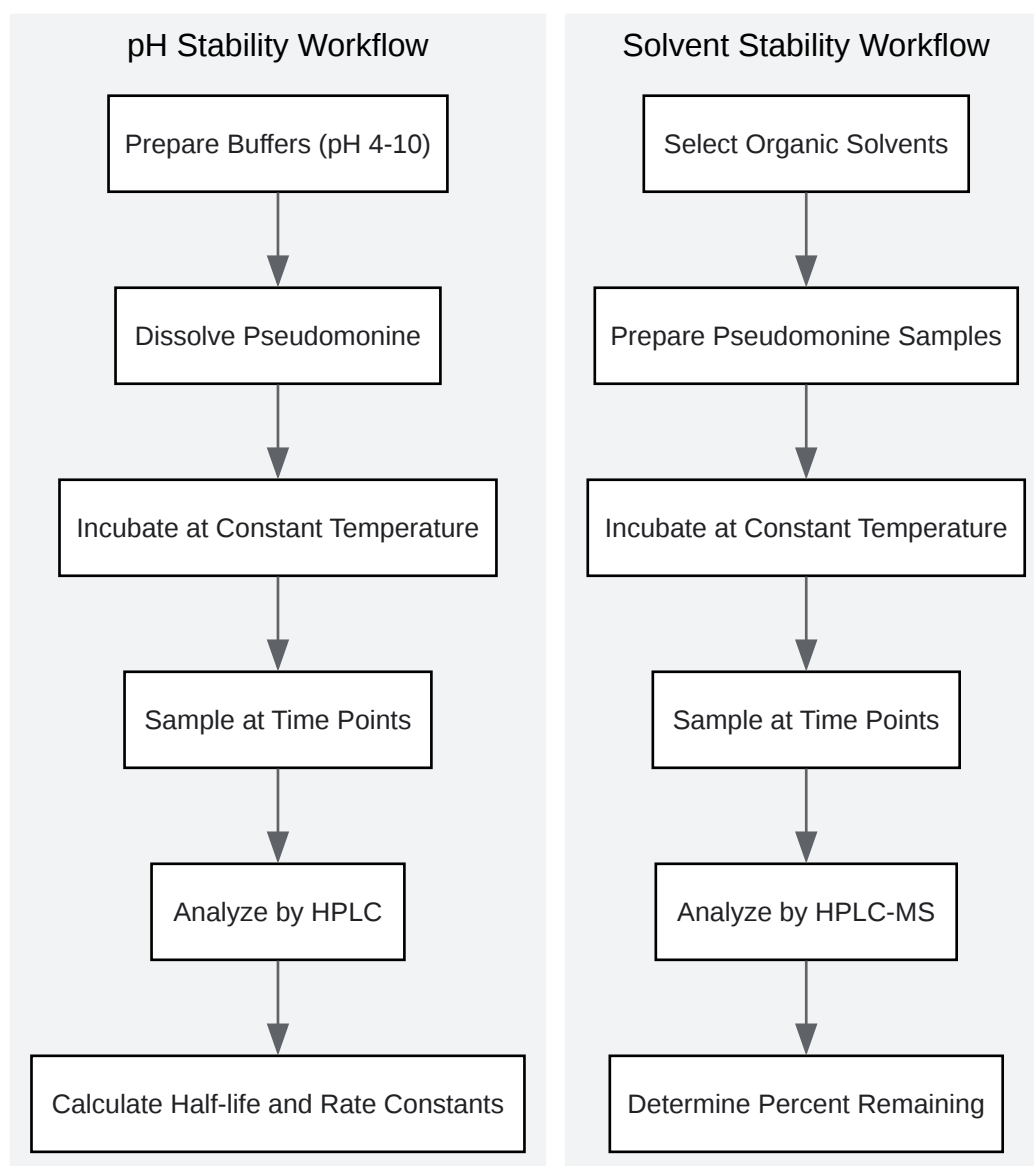 pH Stability Workflow
Prepare Buffers (pH 4-10)
Dissolve Pseudomonine
Incubate at Constant Temperature
Sample at Time Points
Analyze by HPLC
Calculate Half-life and Rate Constants
Solvent Stability Workflow
Select Organic Solvents
Prepare Pseudomonine Samples
Incubate at Constant Temperature
Sample at Time Points
Analyze by HPLC-MS
Determine Percent Remaining